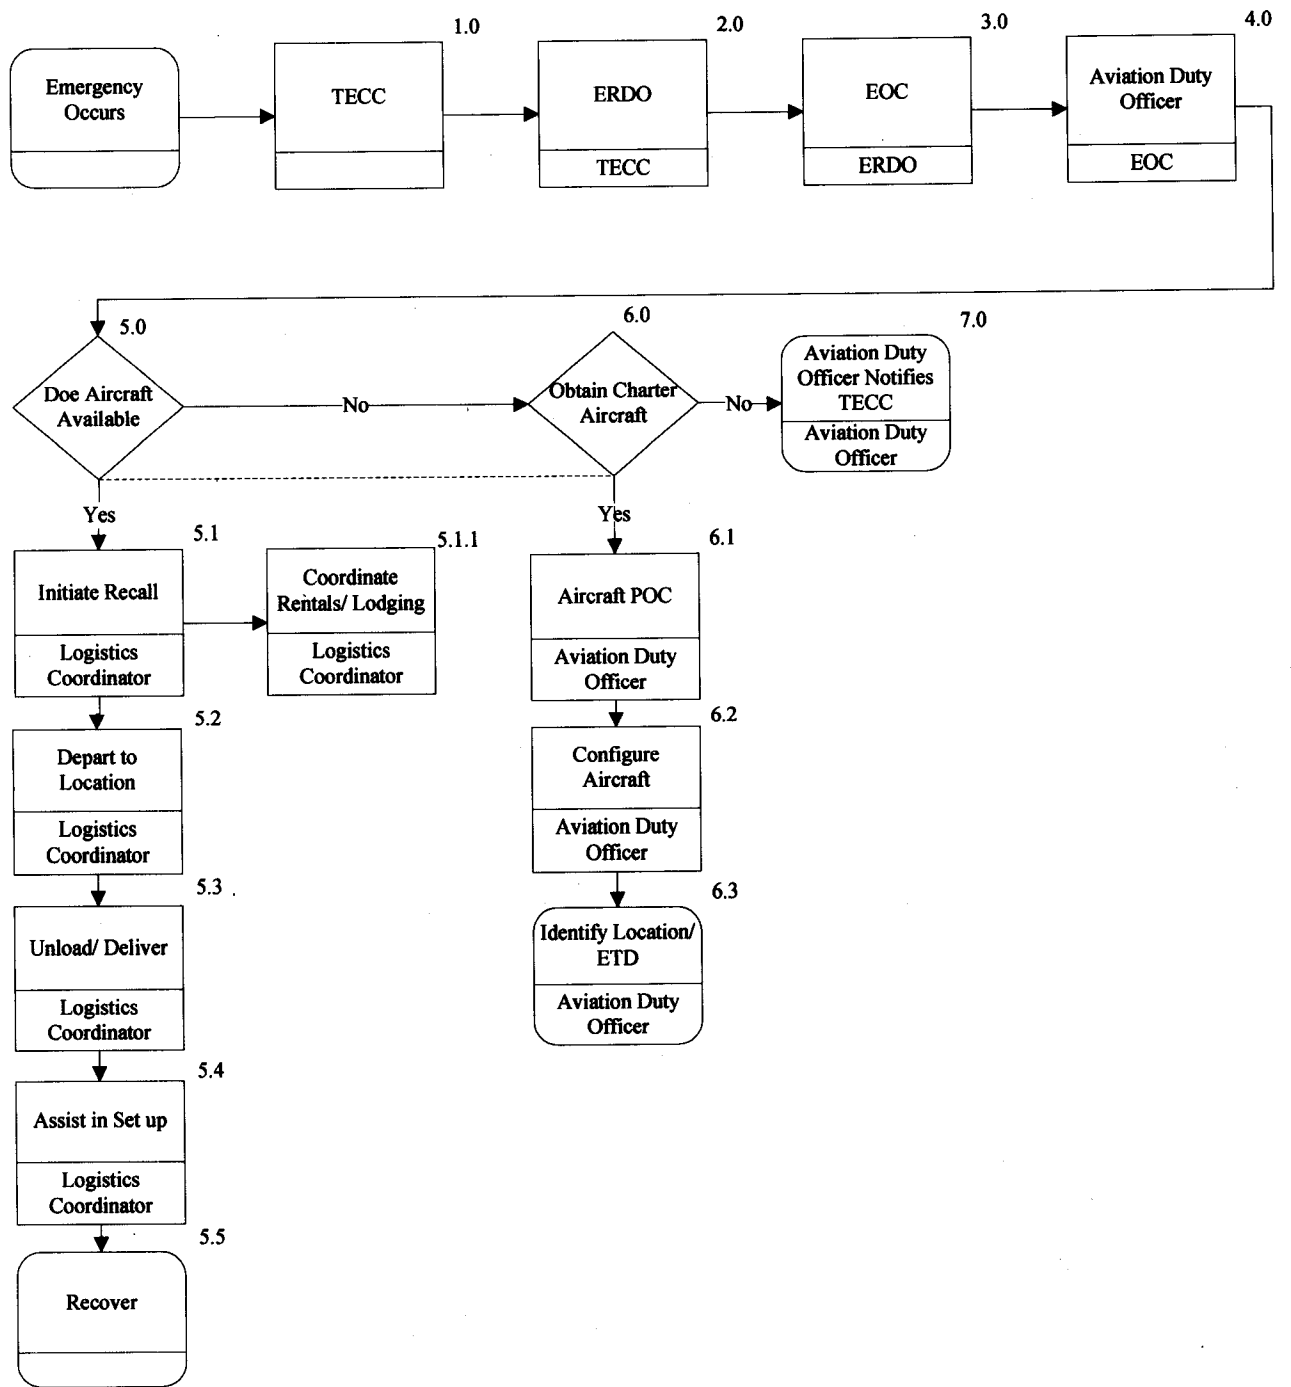 1.0
2.0
3.0
4.0
Emergency
Occurs
TECC
ERDO
TECC
EOC
ERDO
Aviation Duty
Officer
EOC
5.0
Doe Aircraft
Available
No
6.0
Obtain Charter
Aircraft
No
7.0
Aviation Duty
Officer Notifies
TECC
Aviation Duty
Officer
Yes
Yes
5.1
Initiate Recall
Logistics
Coordinator
5.1.1
Coordinate
Rentals/ Lodging
Logistics
Coordinator
6.1
Aircraft POC
Aviation Duty
Officer
5.2
Depart to
Location
Logistics
Coordinator
6.2
Configure
Aircraft
Aviation Duty
Officer
5.3
Unload/ Deliver
Logistics
Coordinator
6.3
Identify Location/
ETD
Aviation Duty
Officer
5.4
Assist in Set up
Logistics
Coordinator
5.5
Recover